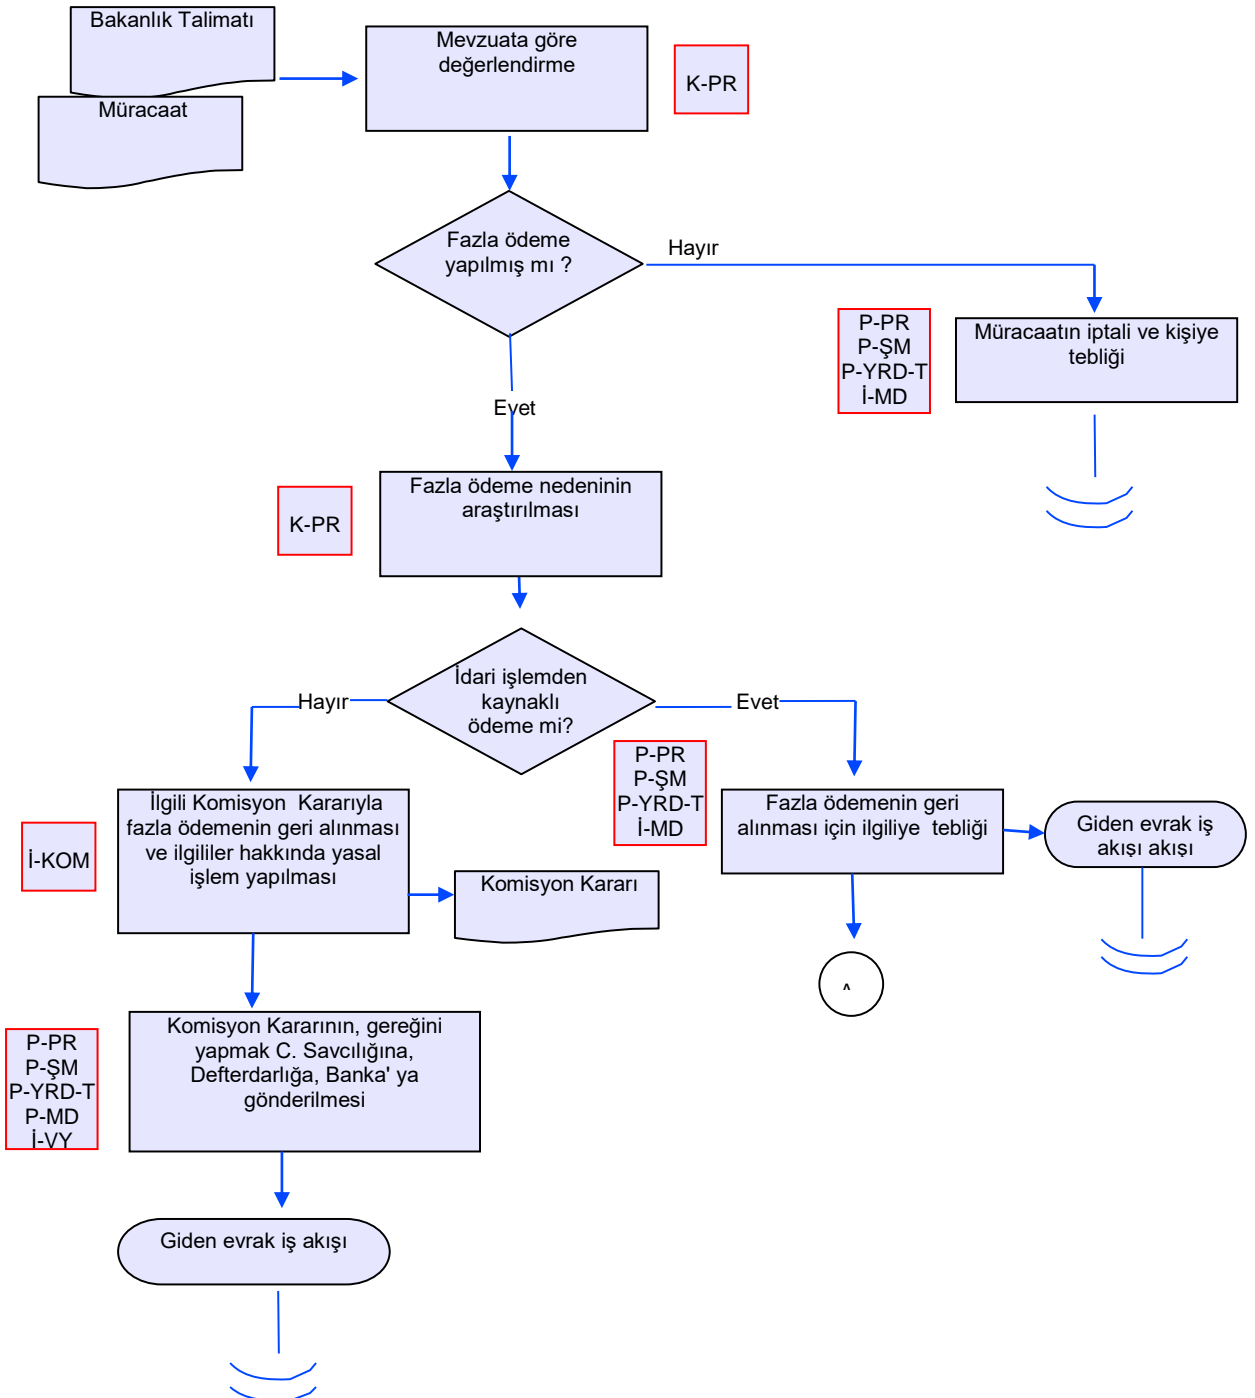 Bakanlık Talimatı
Müracaat
Mevzuata göre
değerlendirme
K-PR
Fazla ödeme
yapılmış mı ?
Hayır
P-PR
P-ŞM
P-YRD-T
İ-MD
Müracaatın iptali ve kişiye
tebliği
Evet
K-PR
Fazla ödeme nedeninin
araştırılması
İdari işlemden
kaynaklı
ödeme mi?
Hayır
Evet
P-PR
P-ŞM
P-YRD-T
İ-MD
İ-KOM
İlgili Komisyon Kararıyla
fazla ödemenin geri alınması
ve ilgililer hakkında yasal
işlem yapılması
Komisyon Kararı
Fazla ödemenin geri
alınması için ilgiliye tebliği
Giden evrak iş
akışı akışı
^
P-PR
P-ŞM
P-YRD-T
P-MD
İ-VY
Komisyon Kararının, gereğini
yapmak C. Savcılığına,
Defterdarlığa, Banka' ya
gönderilmesi
Giden evrak iş akışı